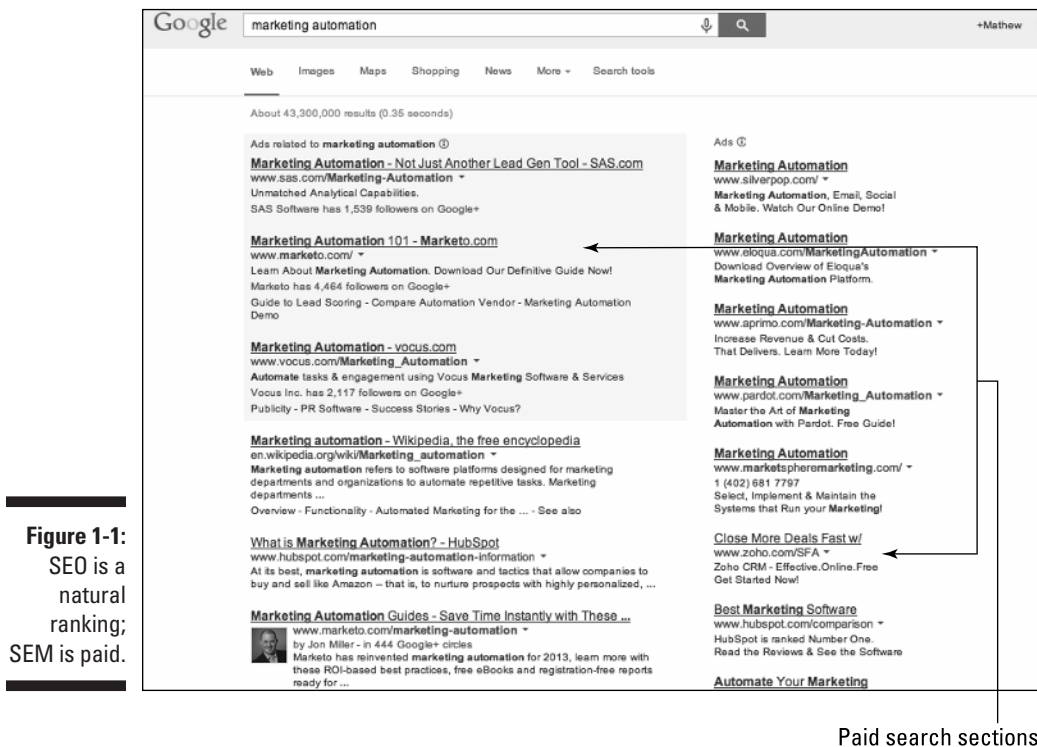 Google
marketing automation
+Mathew
Web Images Maps Shopping News More Search tools
About 43,300,000 results (0.35 seconds)
Ads related to marketing automation
Marketing Automation - Not Just Another Lead Gen Tool - SAS.com
www.sas.com/Marketing-Automation
Unmatched Analytical Capabilities.
SAS Software has 1,539 followers on Google+
Marketing Automation 101 - Marketo.com
www.marketo.com/
Learn About Marketing Automation. Download Our Definitive Guide Now!
Marketo has 4,464 followers on Google+
Guide to Lead Scoring - Compare Automation Vendor - Marketing Automation
Demo
Marketing Automation - vocus.com
www.vocus.com/Marketing_Automation
Automate tasks & engagement using Vocus Marketing Software & Services
Vocus Inc. has 2,117 followers on Google+
Publicity - PR Software - Success Stories - Why Vocus?
Marketing automation - Wikipedia, the free encyclopedia
en.wikipedia.org/wiki/Marketing_automation
Marketing automation refers to software platforms designed for marketing
departments and organizations to automate repetitive tasks. Marketing
departments ...
Overview - Functionality - Automated Marketing for the ... - See also
What is Marketing Automation? - HubSpot
www.hubspot.com/marketing-automation-information
At its best, marketing automation is software and tactics that allow companies to
buy and sell like Amazon – that is, to nurture prospects with highly personalized, ...
Marketing Automation Guides - Save Time Instantly with These ...
www.marketo.com/marketing-automation
by Jon Miller - in 444 Google+ circles
Marketo has reinvented marketing automation for 2013, learn more with
these ROI-based best practices, free eBooks and registration-free reports
ready for ...
Ads
Marketing Automation
www.silverpop.com/
Marketing Automation, Email, Social
& Mobile. Watch Our Online Demo!
Marketing Automation
www.eloqua.com/MarketingAutomation
Download Overview of Eloqua's
Marketing Automation Platform.
Marketing Automation
www.aprimo.com/Marketing-Automation
Increase Revenue & Cut Costs.
That Delivers. Learn More Today!
Marketing Automation
www.pardot.com/Marketing_Automation
Master the Art of Marketing
Automation with Pardot. Free Guide!
Marketing Automation
www.marketspheremarketing.com/
1 (402) 681 7797
Select, Implement & Maintain the
Systems that Run your Marketing!
Close More Deals Fast w/
www.zoho.com/SFA
Zoho CRM - Effective.Online.Free
Get Started Now!
Best Marketing Software
www.hubspot.com/comparison
HubSpot is ranked Number One.
Read the Reviews & See the Software
Automate Your Marketing
Figure 1-1:
SEO is a
natural
ranking;
SEM is paid.
Paid search sections